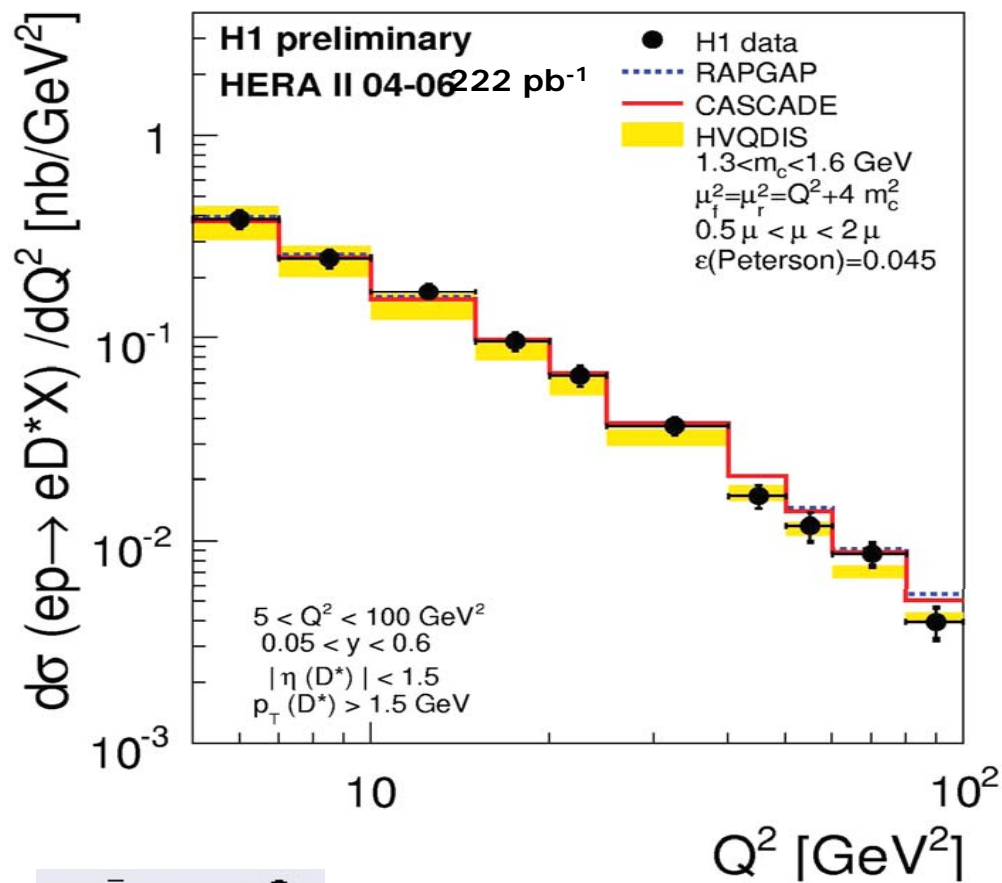 H1 preliminary
HERA II 04-06 222 pb⁻¹
H1 data
RAPGAP
CASCADE
HVQDIS
1.3<m_c<1.6 GeV
μ_f²=μ_r²=Q²+4 m_c²
0.5 μ < μ < 2 μ
ε(Peterson)=0.045
dσ (ep→ eD*X) /dQ² [nb/GeV²]
1
10⁻¹
10⁻²
10⁻³
5 < Q² < 100 GeV²
0.05 < y < 0.6
| η (D*) | < 1.5
p_T (D*) > 1.5 GeV
10 10²
Q² [GeV²]